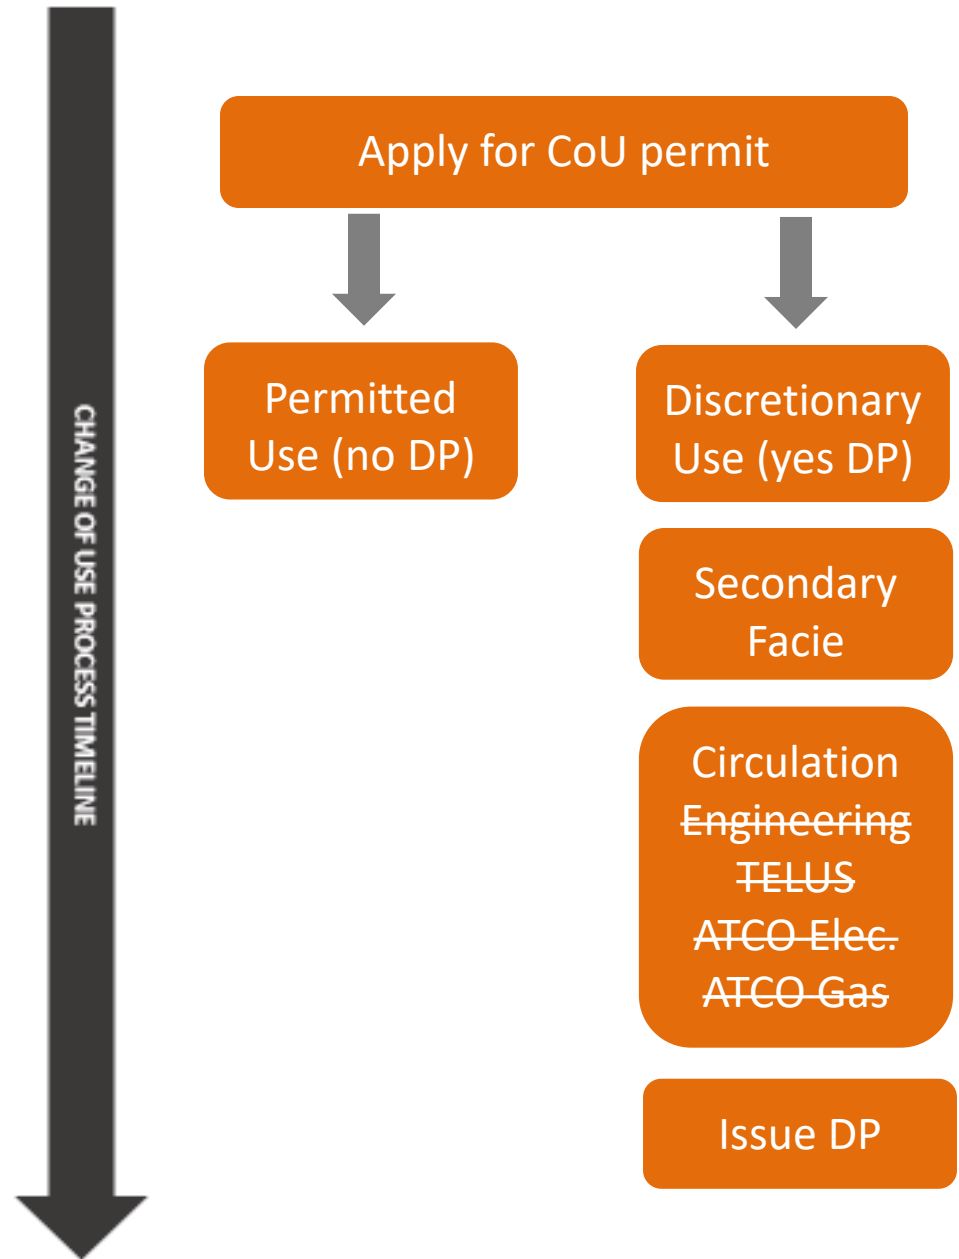 CHANGE OF USE PROCESS TIMELINE
Apply for CoU permit
Permitted
Use (no DP)
Discretionary
Use (yes DP)
Secondary
Facie
Circulation
Engineering
TELUS
ATCO Elec.
ATCO Gas
Issue DP